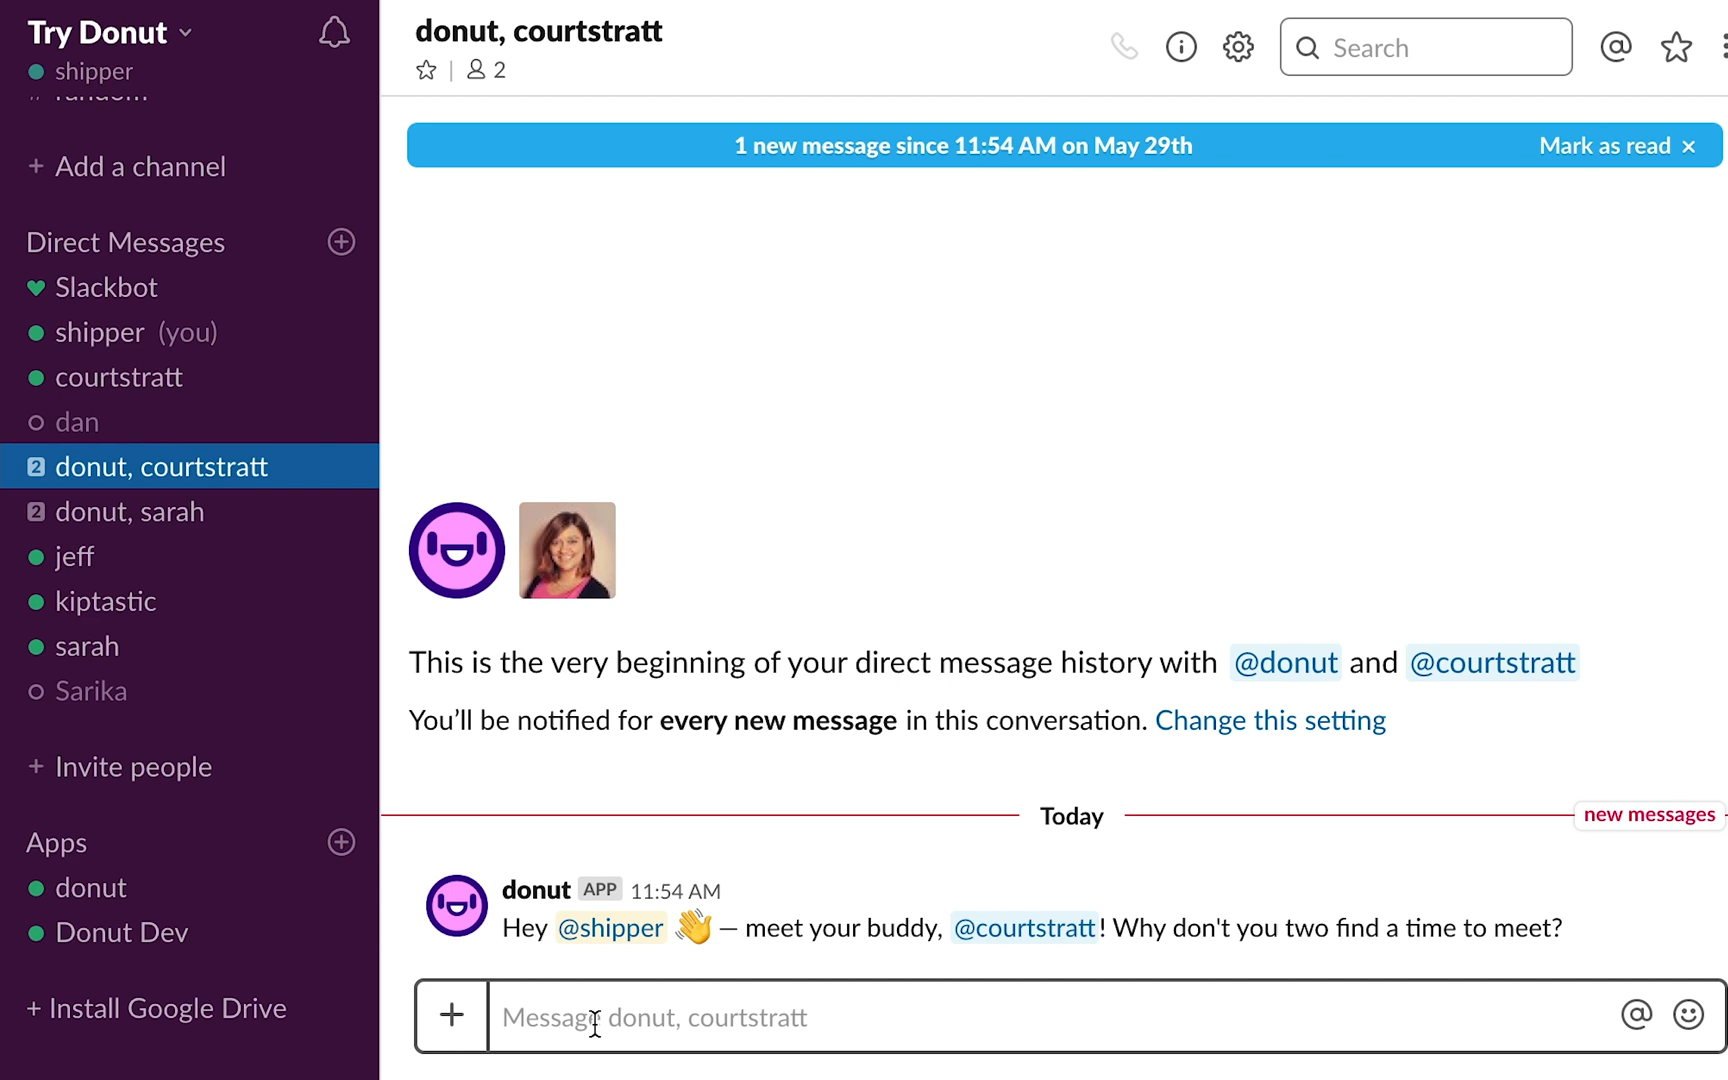 Try Donut
shipper
# random
+ Add a channel
Direct Messages
Slackbot
shipper (you)
courtstratt
dan
2 donut, courtstratt
2 donut, sarah
jeff
kiptastic
sarah
Sarika
+ Invite people
Apps
donut
Donut Dev
+ Install Google Drive
donut, courtstratt
2
Search
1 new message since 11:54 AM on May 29th
Mark as read ×
This is the very beginning of your direct message history with @donut and @courtstratt
You’ll be notified for every new message in this conversation. Change this setting
Today
new messages
donut APP 11:54 AM
Hey @shipper 👋 — meet your buddy, @courtstratt! Why don't you two find a time to meet?
+ Message donut, courtstratt